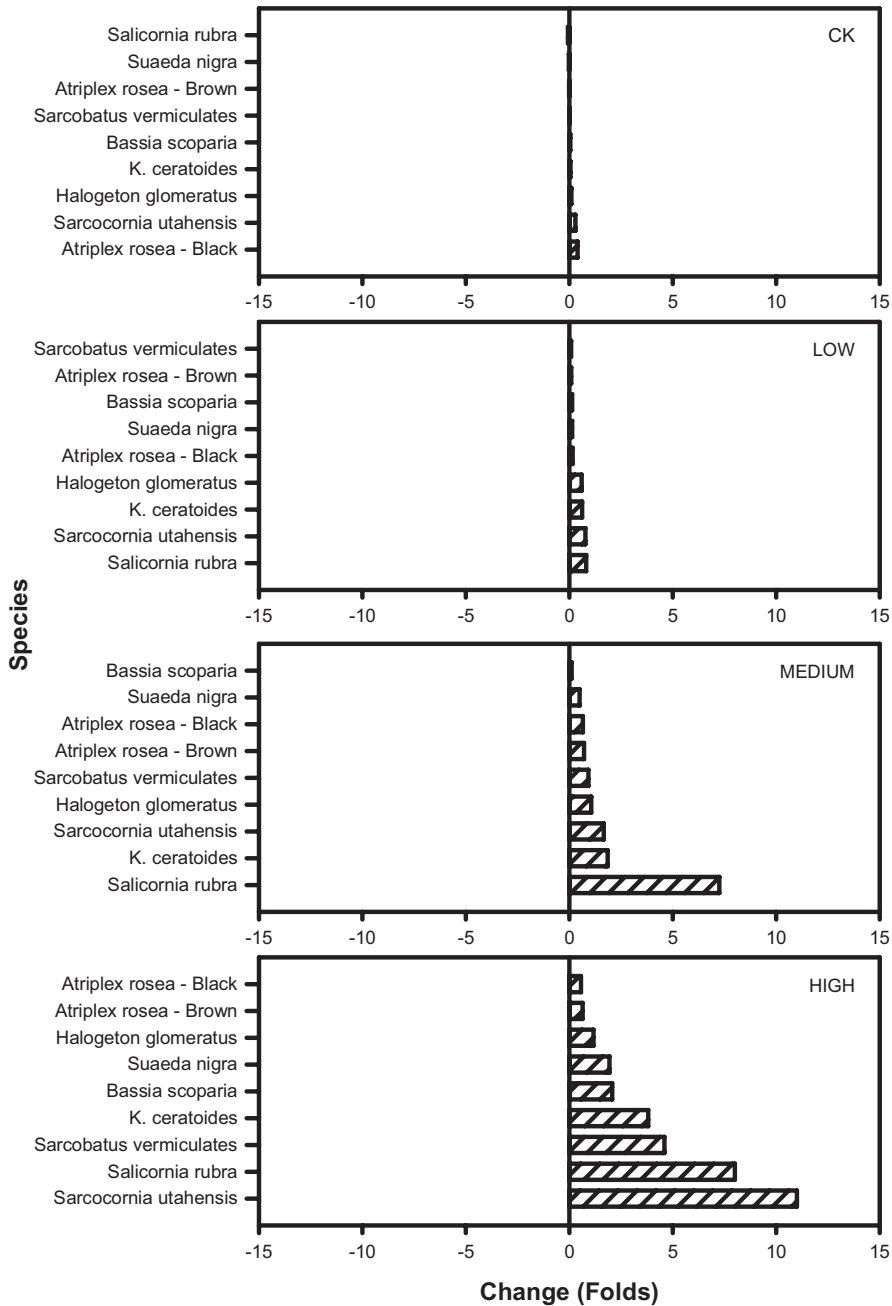 Species
CK
Salicornia rubra
Suaeda nigra
Atriplex rosea - Brown
Sarcobatus vermiculates
Bassia scoparia
K. ceratoides
Halogeton glomeratus
Sarcocornia utahensis
Atriplex rosea - Black
-15 -10 -5 0 5 10 15
LOW
Sarcobatus vermiculates
Atriplex rosea - Brown
Bassia scoparia
Suaeda nigra
Atriplex rosea - Black
Halogeton glomeratus
K. ceratoides
Sarcocornia utahensis
Salicornia rubra
-15 -10 -5 0 5 10 15
MEDIUM
Bassia scoparia
Suaeda nigra
Atriplex rosea - Black
Atriplex rosea - Brown
Sarcobatus vermiculates
Halogeton glomeratus
Sarcocornia utahensis
K. ceratoides
Salicornia rubra
-15 -10 -5 0 5 10 15
HIGH
Atriplex rosea - Black
Atriplex rosea - Brown
Halogeton glomeratus
Suaeda nigra
Bassia scoparia
K. ceratoides
Sarcobatus vermiculates
Salicornia rubra
Sarcocornia utahensis
-15 -10 -5 0 5 10 15
Change (Folds)